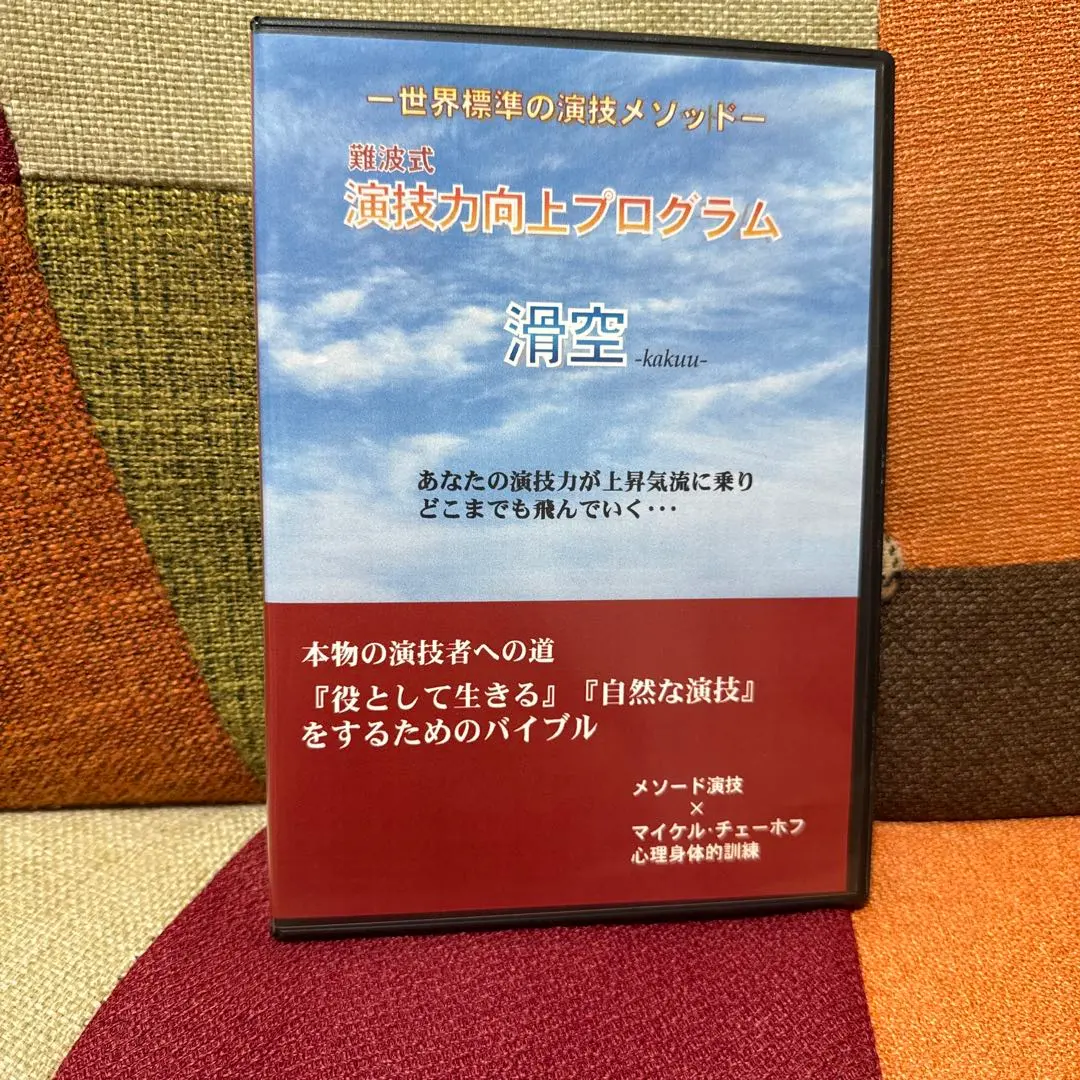 ー世界標準の演技メソッドー
難波式
演技力向上プログラム
滑空 -kakuu-
あなたの演技力が上昇気流に乗り
どこまでも飛んでいく･･･
本物の演技者への道
『役として生きる』『自然な演技』
をするためのバイブル
メソード演技
×
マイケル･チェーホフ
心理身体的訓練